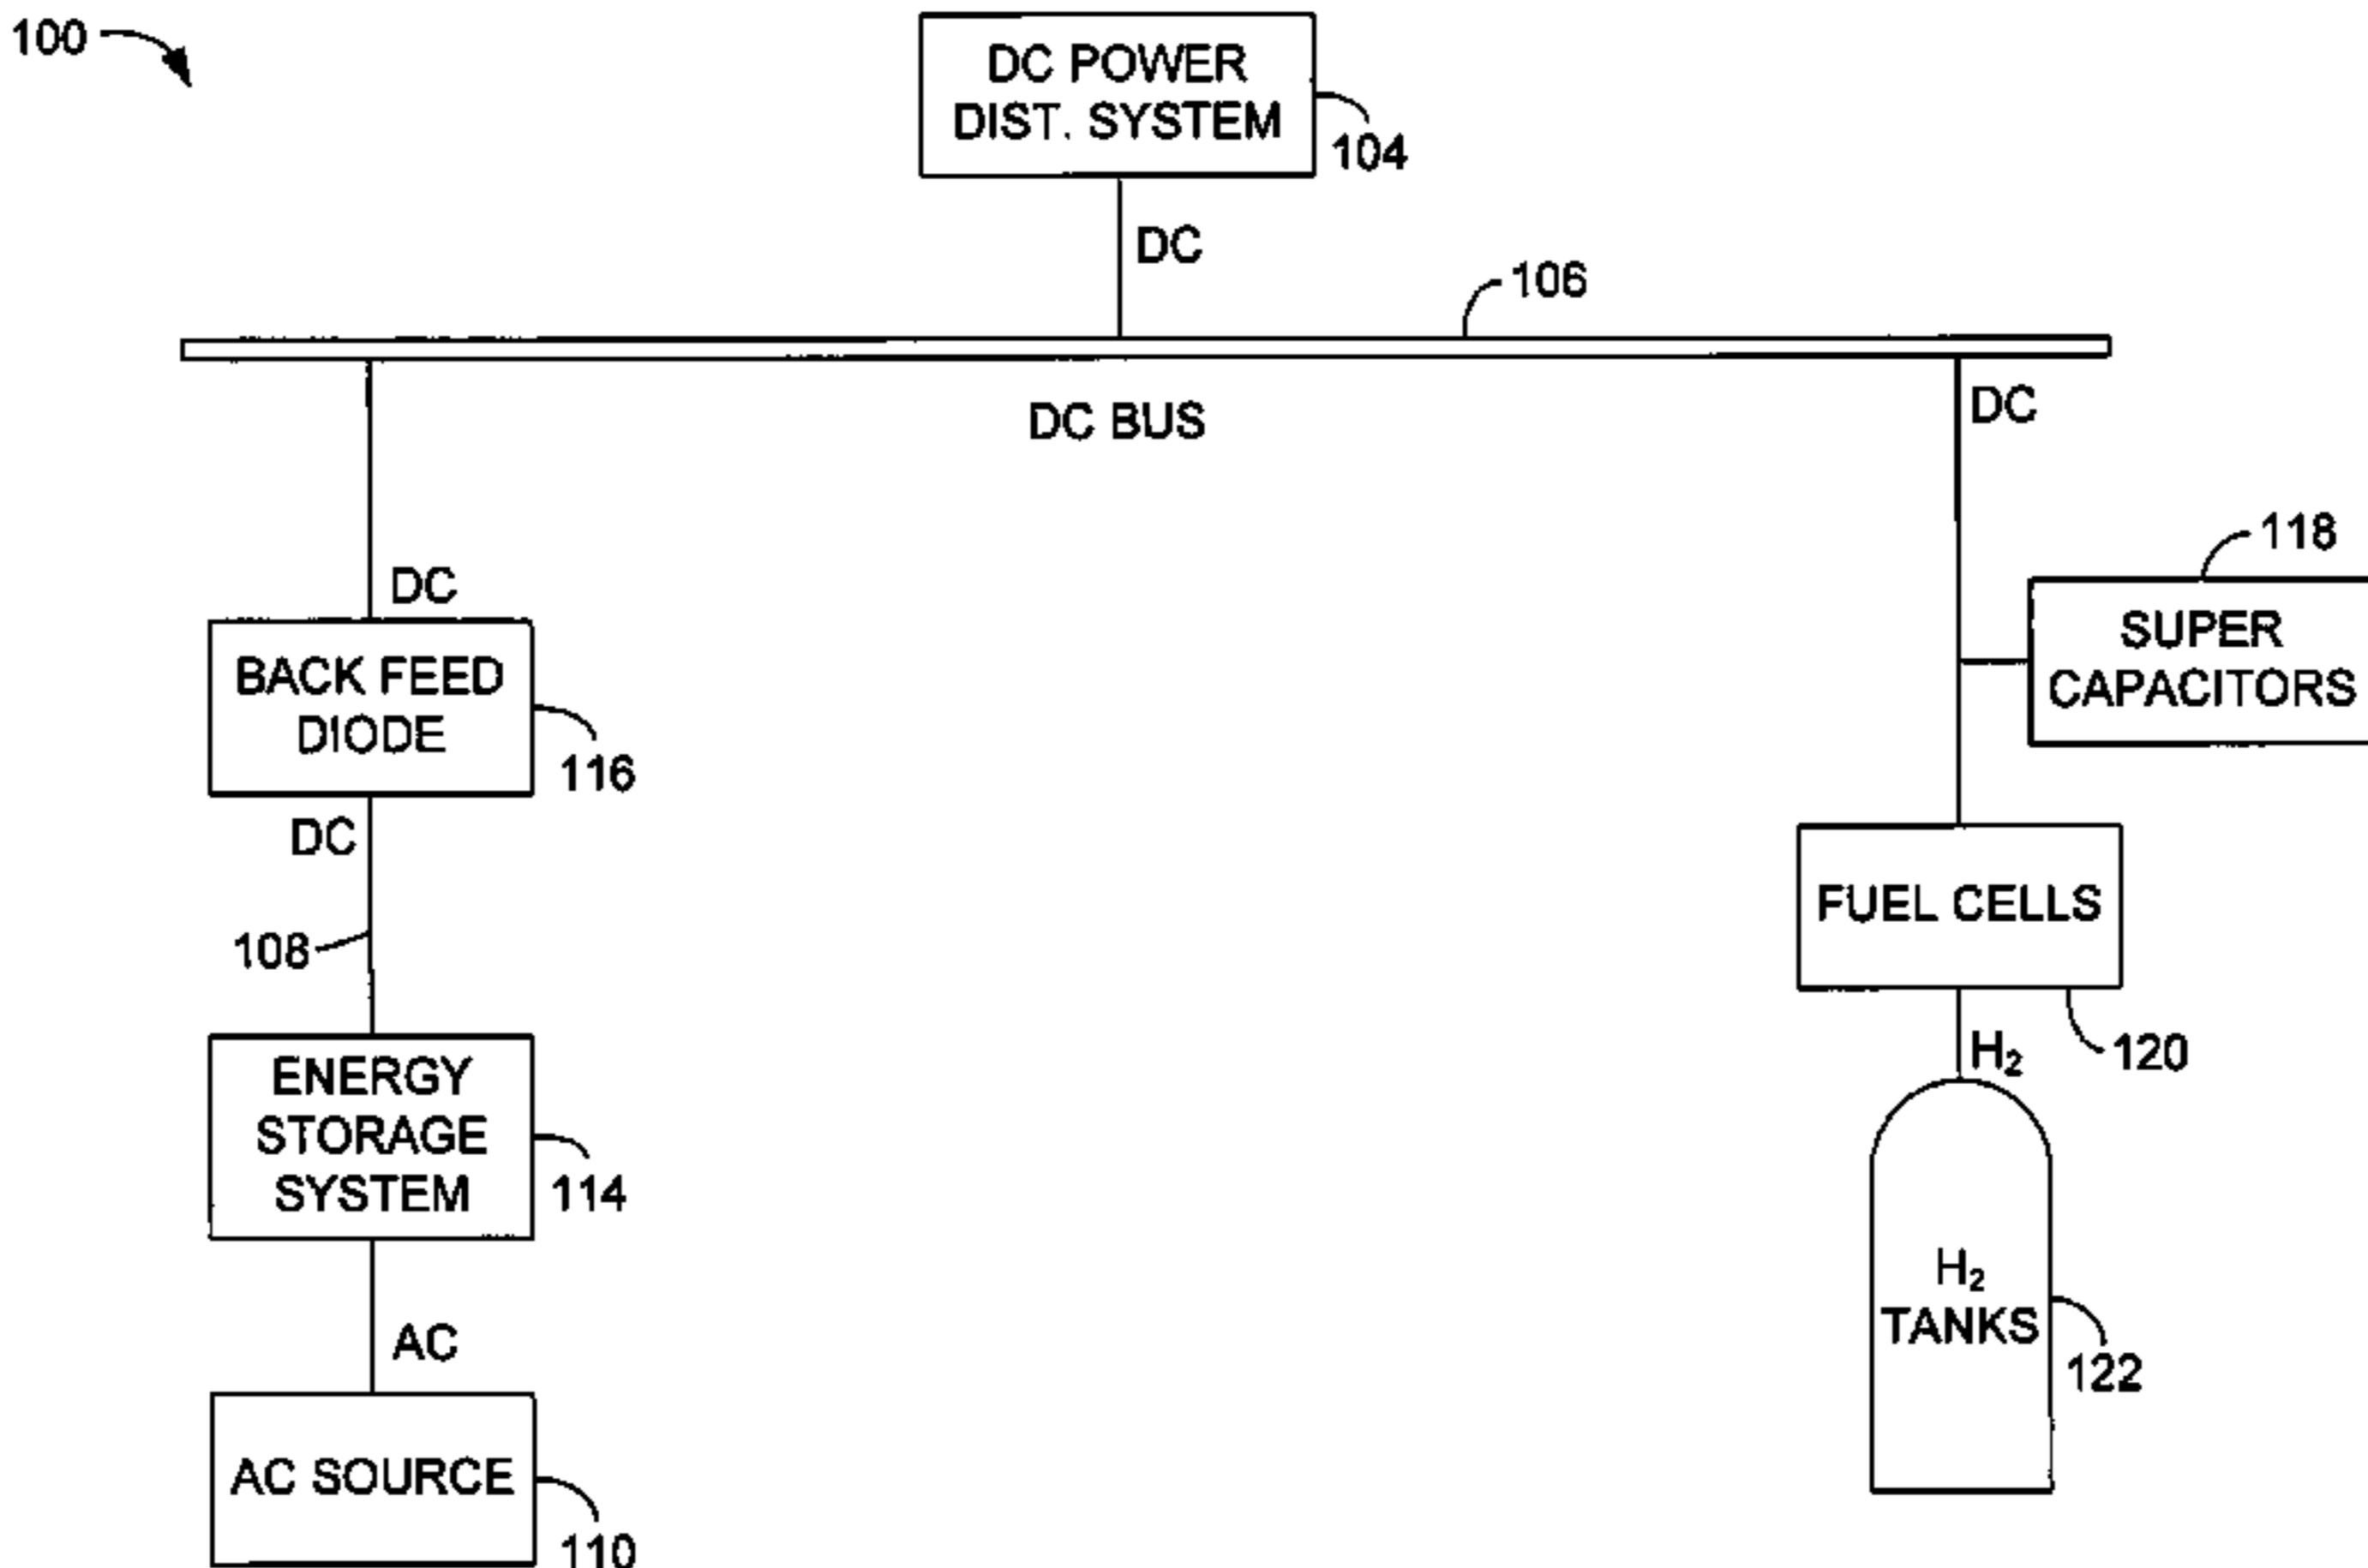 100
DC POWER
DIST. SYSTEM
104
DC
106
DC BUS
DC
118
SUPER
CAPACITORS
DC
BACK FEED
DIODE
116
DC
108
FUEL CELLS
120
H₂
ENERGY
STORAGE
SYSTEM
114
H₂
TANKS
122
AC
AC SOURCE
110